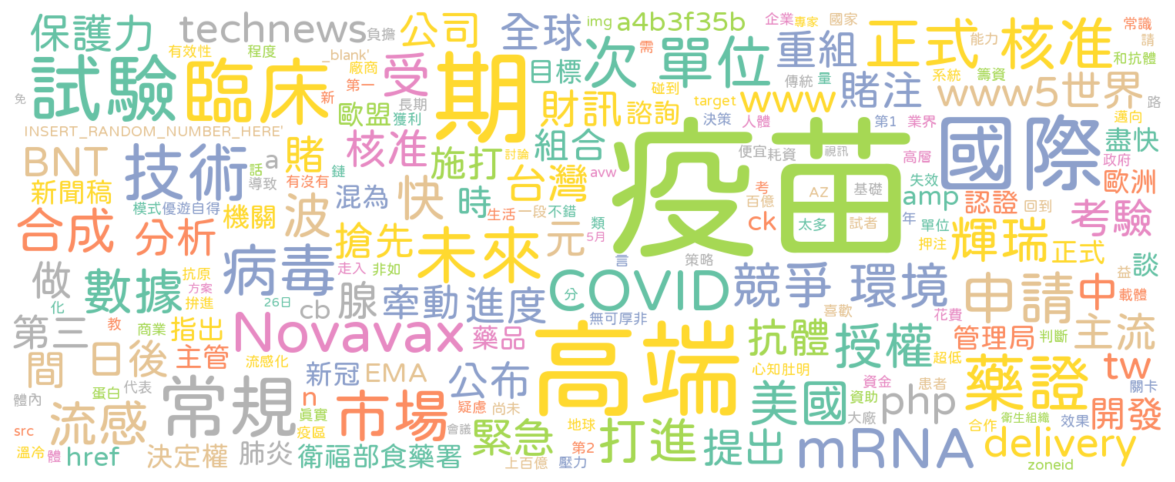 保護力 technews 負擔 公司 全球 img a4b3f35b 企業 專家 國家 正式 核准 常識
有效性 程度 _blank' 受 期 目標 次 單位 重組 能力 需 請 和抗體
試驗 臨床 廠商 第一 新 歐盟 長期 獲利 碰到 傳統 量 賭注 系統 籌資 www5世界 路
免 財訊 諮詢 target www 決策 人體 第1 業界 邁向
INSERT_RANDOM_NUMBER_HERE' 討論 組合 疫苗 國際 盡快
BNT 技術 話 a 賭 核准 施打 便宜 耗資 視訊 高層 政府
新聞稿 導致 有沒有 鏈 混為 快 時 avw 台灣 考 百億 AZ 基礎 失效 amp 認證 歐洲
模式 優遊自得 機關 波 生活 一段 不錯 類 5月 ck 太多 試者 年 單位 回到 考驗
合成 分析 搶先 未來 元 言 策略 押注 輝瑞 正式 談
做 數據 抗原 方案 病毒 走入 非如 COVID 競爭 環境 益 載體
化 拼進 26日 cb 腺 牽動 進度 分 無可厚非 喜歡 花費 申請 中
第三 教 商業 指出 Novavax 藥品 高端 抗體 授權 管理局 判斷 主流
間 日後 主管 流感化 心知肚明 超低 tw
蛋白 代表 新冠 EMA 公布 資金 患者 藥證 關卡
體內 常規 n 市場 疑慮 尚未 美國 資助 php 開發
src 流感 真實 疫區 會議 緊急 地球 打進 大廠 合作 衛生組織 效果
溫冷 體 href 決定權 肺炎 衛福部食藥署 上百億 壓力 第2 提出 mRNA delivery zoneid